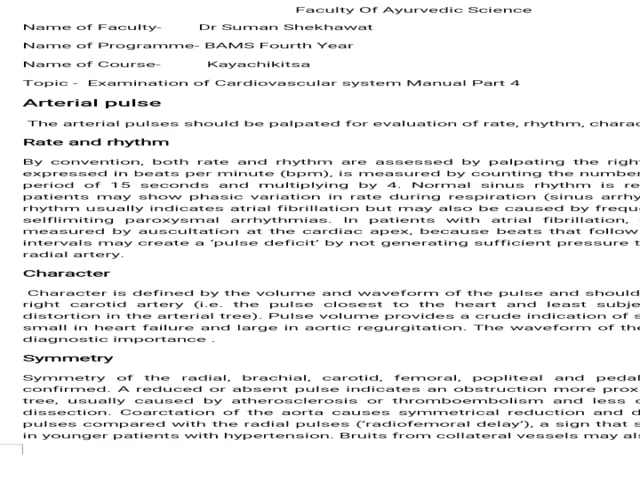 Faculty Of Ayurvedic Science
Name of Faculty- Dr Suman Shekhawat
Name of Programme- BAMS Fourth Year
Name of Course- Kayachikitsa
Topic - Examination of Cardiovascular system Manual Part 4
Arterial pulse
The arterial pulses should be palpated for evaluation of rate, rhythm, charac
Rate and rhythm
By convention, both rate and rhythm are assessed by palpating the righ
expressed in beats per minute (bpm), is measured by counting the number
period of 15 seconds and multiplying by 4. Normal sinus rhythm is re
patients may show phasic variation in rate during respiration (sinus arrhy
rhythm usually indicates atrial fibrillation but may also be caused by freque
selflimiting paroxysmal arrhythmias. In patients with atrial fibrillation,
measured by auscultation at the cardiac apex, because beats that follow
intervals may create a ‘pulse deficit’ by not generating sufficient pressure t
radial artery.
Character
Character is defined by the volume and waveform of the pulse and should
right carotid artery (i.e. the pulse closest to the heart and least subje
distortion in the arterial tree). Pulse volume provides a crude indication of s
small in heart failure and large in aortic regurgitation. The waveform of the
diagnostic importance .
Symmetry
Symmetry of the radial, brachial, carotid, femoral, popliteal and pedal
confirmed. A reduced or absent pulse indicates an obstruction more prox
tree, usually caused by atherosclerosis or thromboembolism and less c
dissection. Coarctation of the aorta causes symmetrical reduction and d
pulses compared with the radial pulses (‘radiofemoral delay’), a sign that s
in younger patients with hypertension. Bruits from collateral vessels may als